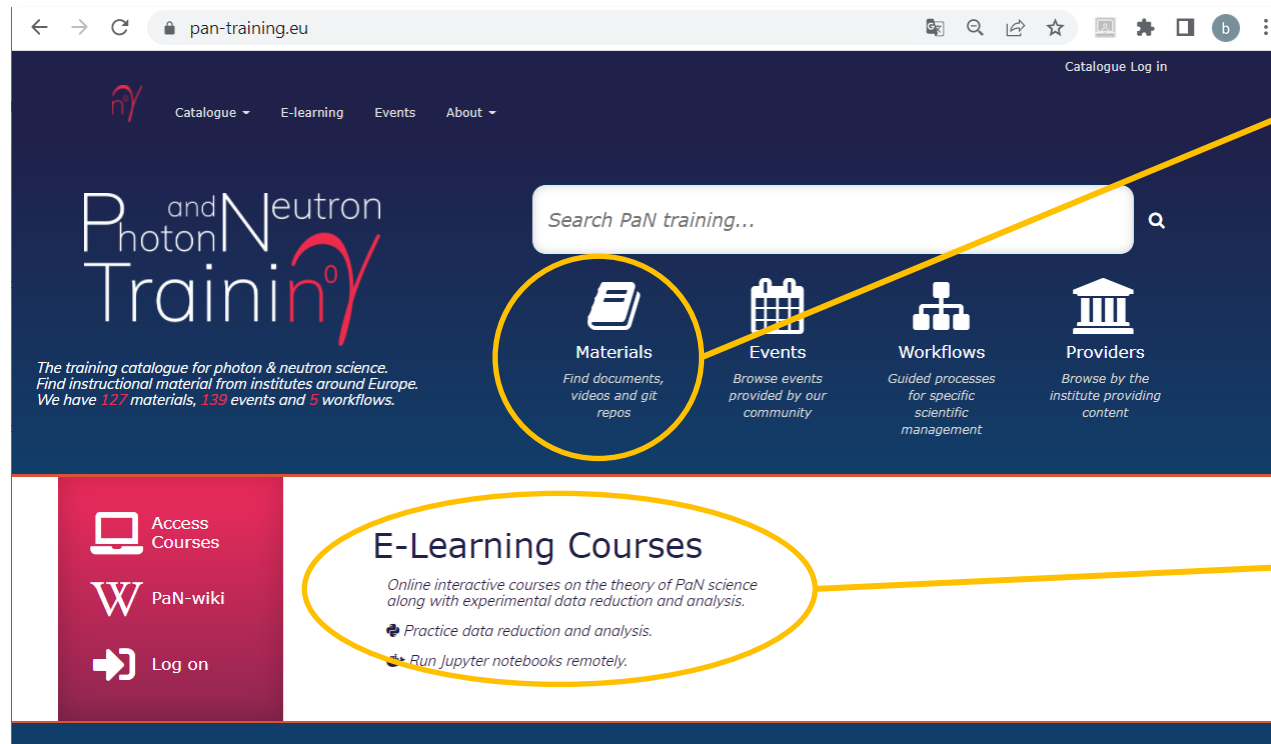 pan-training.eu
b
Catalogue Log in
n⁰γ
Catalogue E-learning Events About
Photon and Neutron
Training
Search PaN training...
The training catalogue for photon & neutron science.
Find instructional material from institutes around Europe.
We have 127 materials, 139 events and 5 workflows.
Materials
Find documents,
videos and git
repos
Events
Browse events
provided by our
community
Workflows
Guided processes
for specific
scientific
management
Providers
Browse by the
institute providing
content
Access
Courses
W PaN-wiki
Log on
E-Learning Courses
Online interactive courses on the theory of PaN science
along with experimental data reduction and analysis.
Practice data reduction and analysis.
Run Jupyter notebooks remotely.